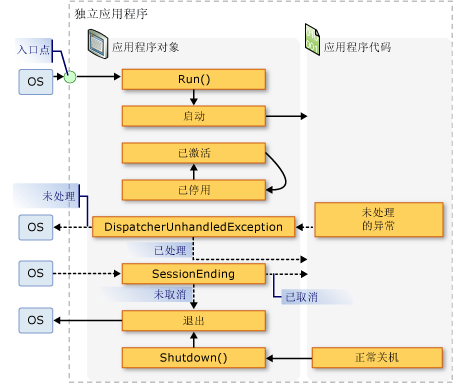 独立应用程序
入口点
应用程序对象
应用程序代码
OS
Run()
启动
已激活
已停用
未处理
未处理
的异常
OS
DispatcherUnhandledException
已处理
OS
SessionEnding
未取消
已取消
OS
退出
Shutdown()
正常关机